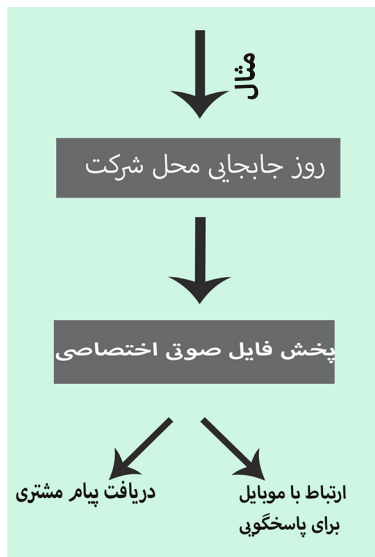 مثال
روز جابجایی محل شرکت
پخش فایل صوتی اختصاصی
ارتباط با موبایل
برای پاسخگویی
دریافت پیام مشتری